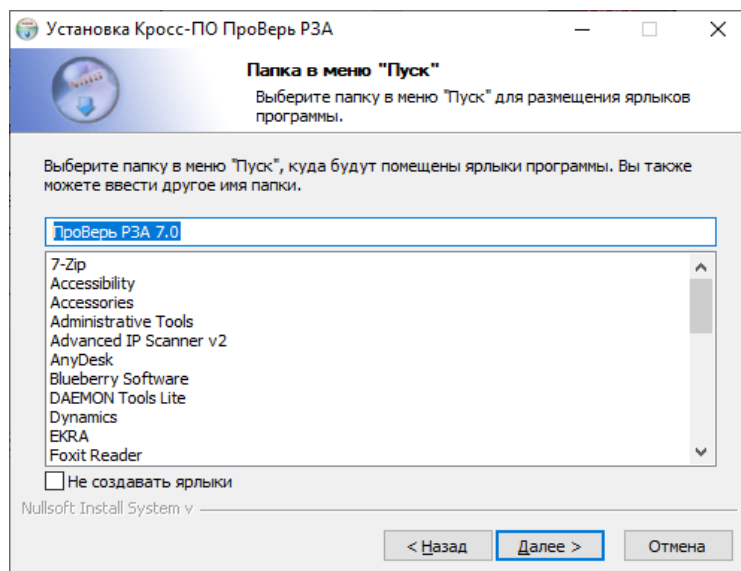 Установка Кросс-ПО ПроВерь РЗА
Папка в меню "Пуск"
Выберите папку в меню "Пуск" для размещения ярлыков
программы.
Выберите папку в меню "Пуск", куда будут помещены ярлыки программы. Вы также
можете ввести другое имя папки.
ПроВерь РЗА 7.0
7-Zip
Accessibility
Accessories
Administrative Tools
Advanced IP Scanner v2
AnyDesk
Blueberry Software
DAEMON Tools Lite
Dynamics
EKRA
Foxit Reader
Не создавать ярлыки
Nullsoft Install System v
< Назад
Далее >
Отмена